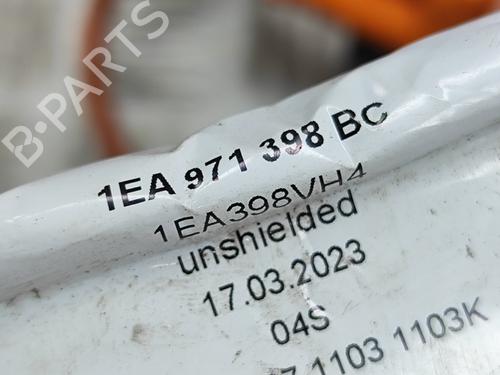 B-PARTS
1EA 971 398 BC
1EA398VH4
unshielded
17.03.2023
04S
1103 1103K